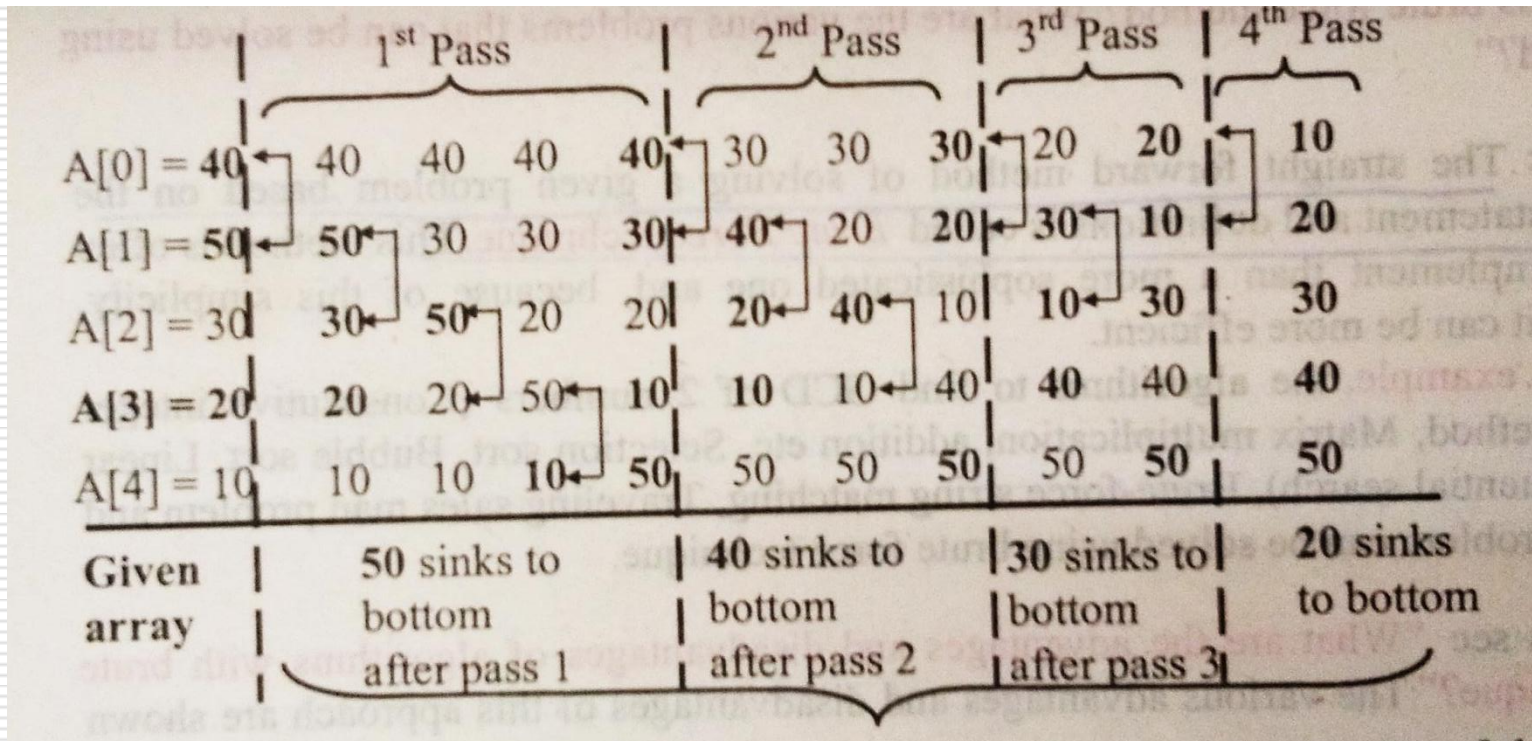 1st Pass 2nd Pass 3rd Pass 4th Pass
A[0] = 40 40 40 40 40 30 30 30 20 20 10
A[1] = 50 50 30 30 30 40 20 20 30 10 20
A[2] = 30 30 50 20 20 20 40 10 10 30 30
A[3] = 20 20 20 50 10 10 10 40 40 40 40
A[4] = 10 10 10 10 50 50 50 50 50 50 50
Given 50 sinks to 40 sinks to 30 sinks to 20 sinks
array bottom bottom bottom to bottom
after pass 1 after pass 2 after pass 3